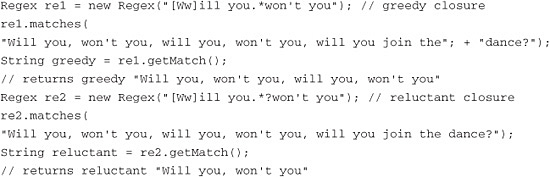 Regex re1 = new Regex("[Ww]ill you.*won't you"); // greedy closure
re1.matches(
"Will you, won't you, will you, won't you, will you join the"; + "dance?");
String greedy = re1.getMatch();
// returns greedy "Will you, won't you, will you, won't you"
Regex re2 = new Regex("[Ww]ill you.*?won't you"); // reluctant closure
re2.matches(
"Will you, won't you, will you, won't you, will you join the dance?");
String reluctant = re2.getMatch();
// returns reluctant "Will you, won't you"